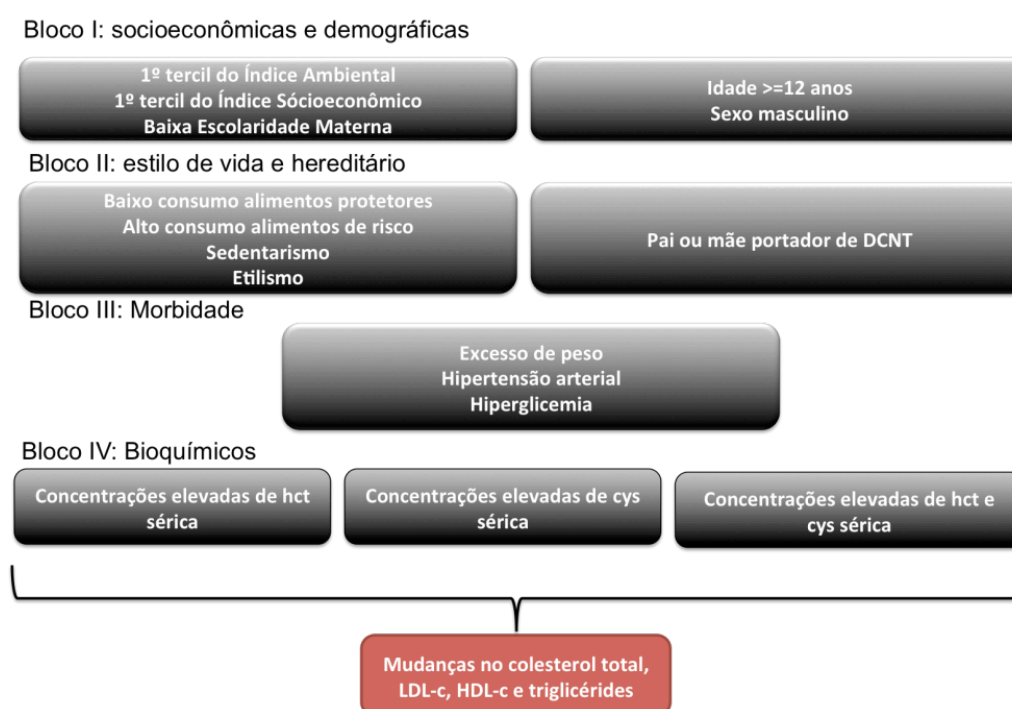 Bloco I: socioeconômicas e demográficas
1º tercil do Índice Ambiental
1º tercil do Índice Sócioeconômico
Baixa Escolaridade Materna
Idade >=12 anos
Sexo masculino
Bloco II: estilo de vida e hereditário
Baixo consumo alimentos protetores
Alto consumo alimentos de risco
Sedentarismo
Etilismo
Pai ou mãe portador de DCNT
Bloco III: Morbidade
Excesso de peso
Hipertensão arterial
Hiperglicemia
Bloco IV: Bioquímicos
Concentrações elevadas de hct
sérica
Concentrações elevadas de cys
sérica
Concentrações elevadas de hct e
cys sérica
Mudanças no colesterol total,
LDL-c, HDL-c e triglicérides